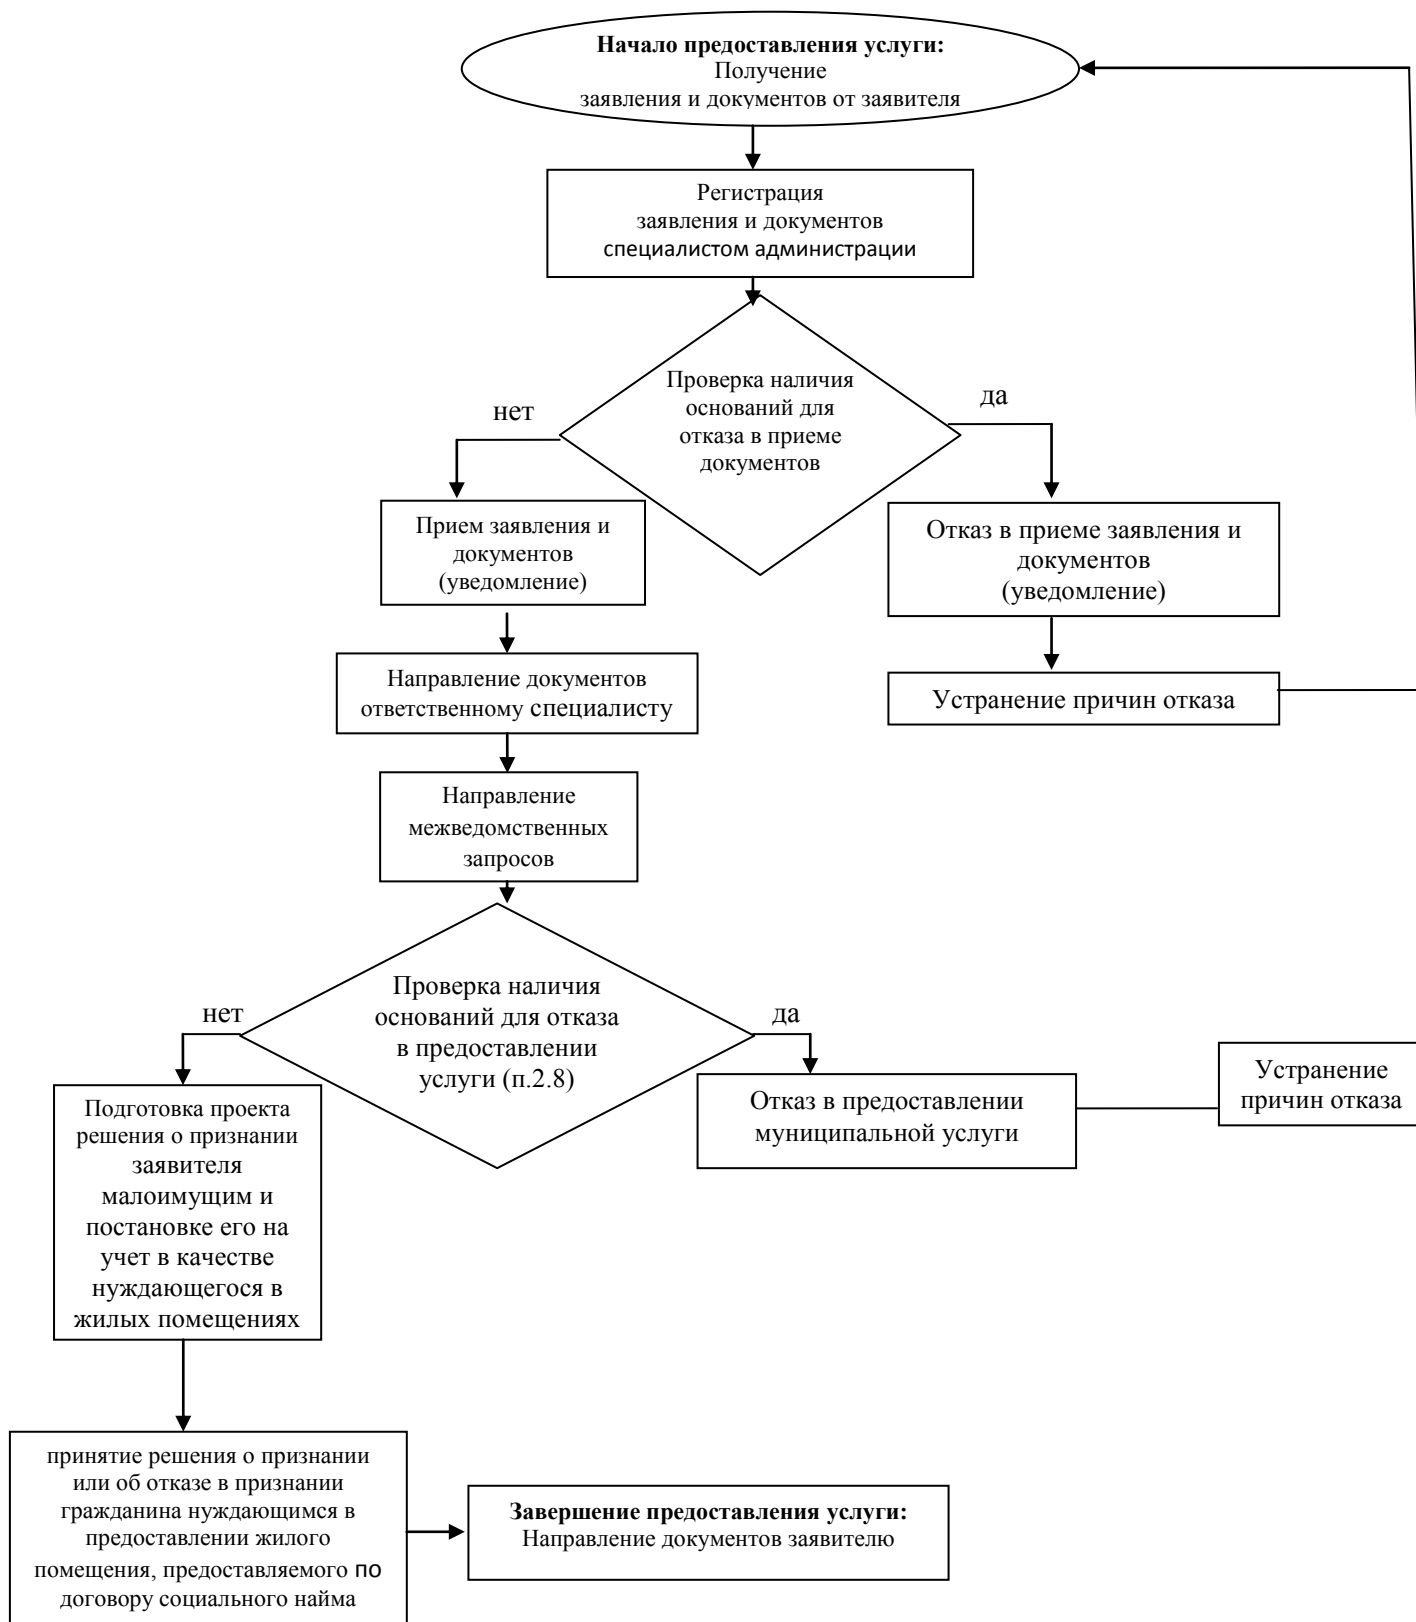 Начало предоставления услуги:
Получение
заявления и документов от заявителя
Регистрация
заявления и документов
специалистом администрации
Проверка наличия
оснований для
отказа в приеме
документов
нет
да
Прием заявления и
документов
(уведомление)
Отказ в приеме заявления и
документов
(уведомление)
Направление документов
ответственному специалисту
Устранение причин отказа
Направление
межведомственных
запросов
Проверка наличия
оснований для отказа
в предоставлении
услуги (п.2.8)
нет
да
Подготовка проекта
решения о признании
заявителя
малоимущим и
постановке его на
учет в качестве
нуждающегося в
жилых помещениях
Отказ в предоставлении
муниципальной услуги
Устранение
причин отказа
принятие решения о признании
или об отказе в признании
гражданина нуждающимся в
предоставлении жилого
помещения, предоставляемого по
договору социального найма
Завершение предоставления услуги:
Направление документов заявителю